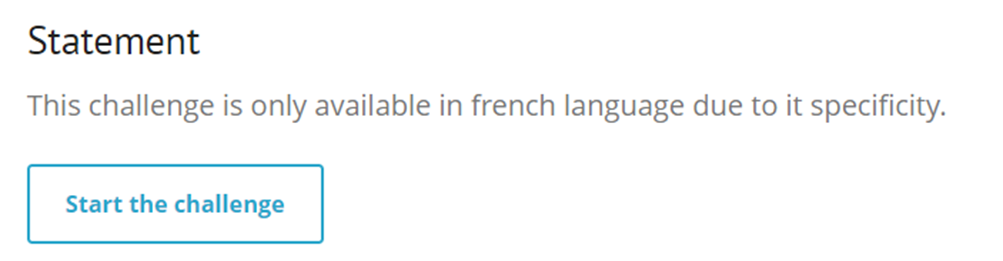 Statement
This challenge is only available in french language due to it specificity.
Start the challenge